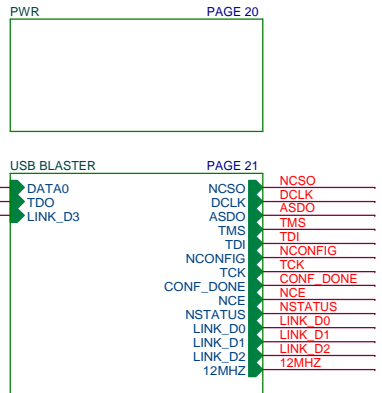 PWR PAGE 20
USB BLASTER PAGE 21
DATA0 NCSO NCSO
TDO DCLK DCLK
LINK_D3 ASDO ASDO
TMS TMS
TDI TDI
NCONFIG NCONFIG
TCK TCK
CONF_DONE CONF_DONE
NCE NCE
NSTATUS NSTATUS
LINK_D0 LINK_D0
LINK_D1 LINK_D1
LINK_D2 LINK_D2
12MHZ 12MHZ